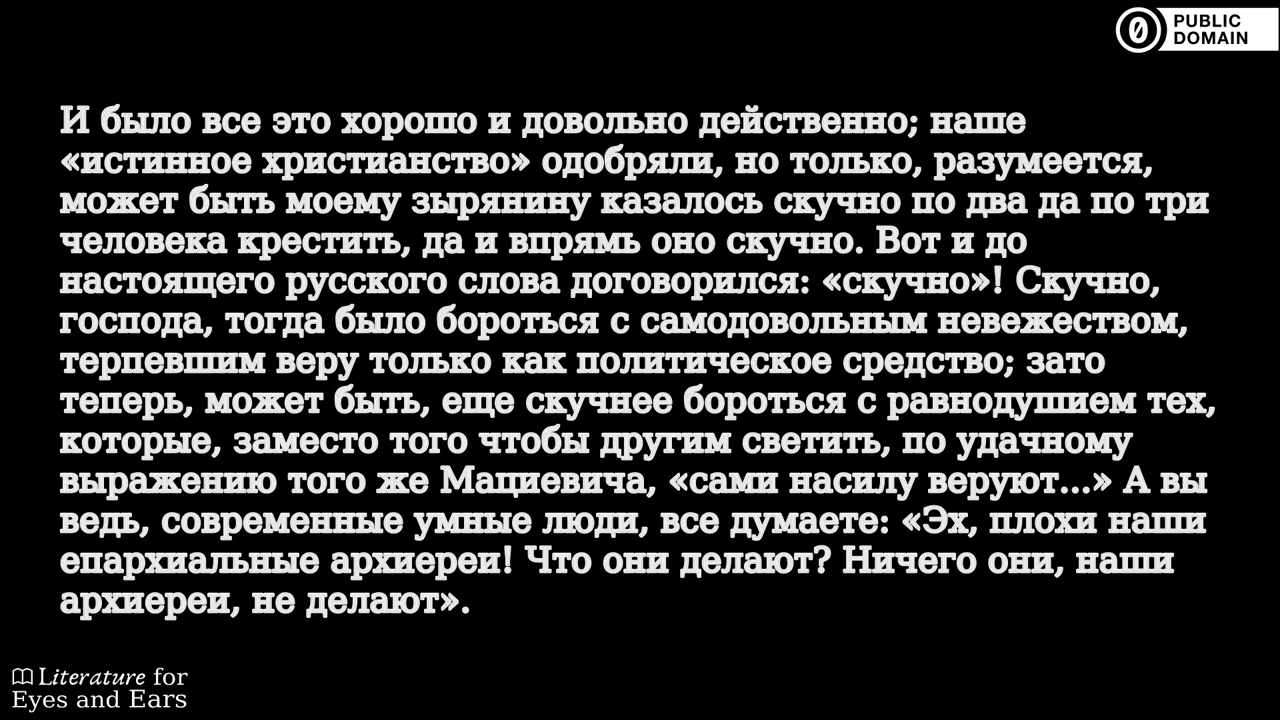 PUBLIC
DOMAIN
И было все это хорошо и довольно действенно; наше
«истинное христианство» одобряли, но только, разумеется,
может быть моему зырянину казалось скучно по два да по три
человека крестить, да и впрямь оно скучно. Вот и до
настоящего русского слова договорился: «скучно»! Скучно,
господа, тогда было бороться с самодовольным невежеством,
терпевшим веру только как политическое средство; зато
теперь, может быть, еще скучнее бороться с равнодушием тех,
которые, заместо того чтобы другим светить, по удачному
выражению того же Мациевича, «сами насилу веруют...» А вы
ведь, современные умные люди, все думаете: «Эх, плохи наши
епархиальные архиереи! Что они делают? Ничего они, наши
архиереи, не делают».
Literature for
Eyes and Ears